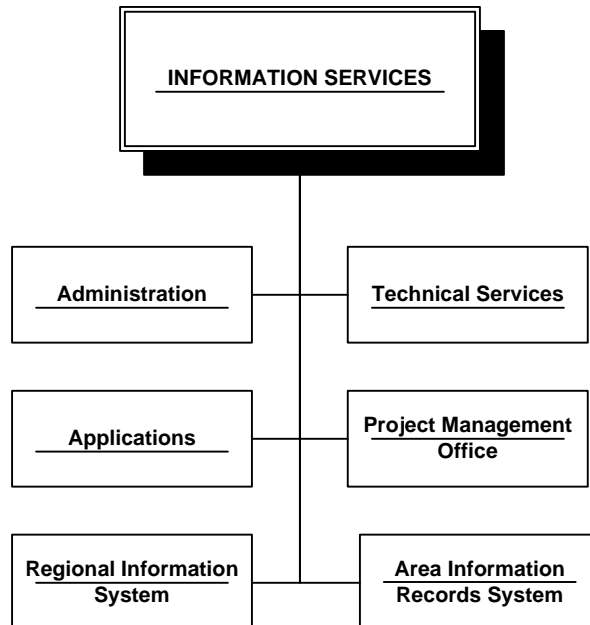 INFORMATION SERVICES
Administration
Technical Services
Applications
Project Management
Office
Regional Information
System
Area Information
Records System